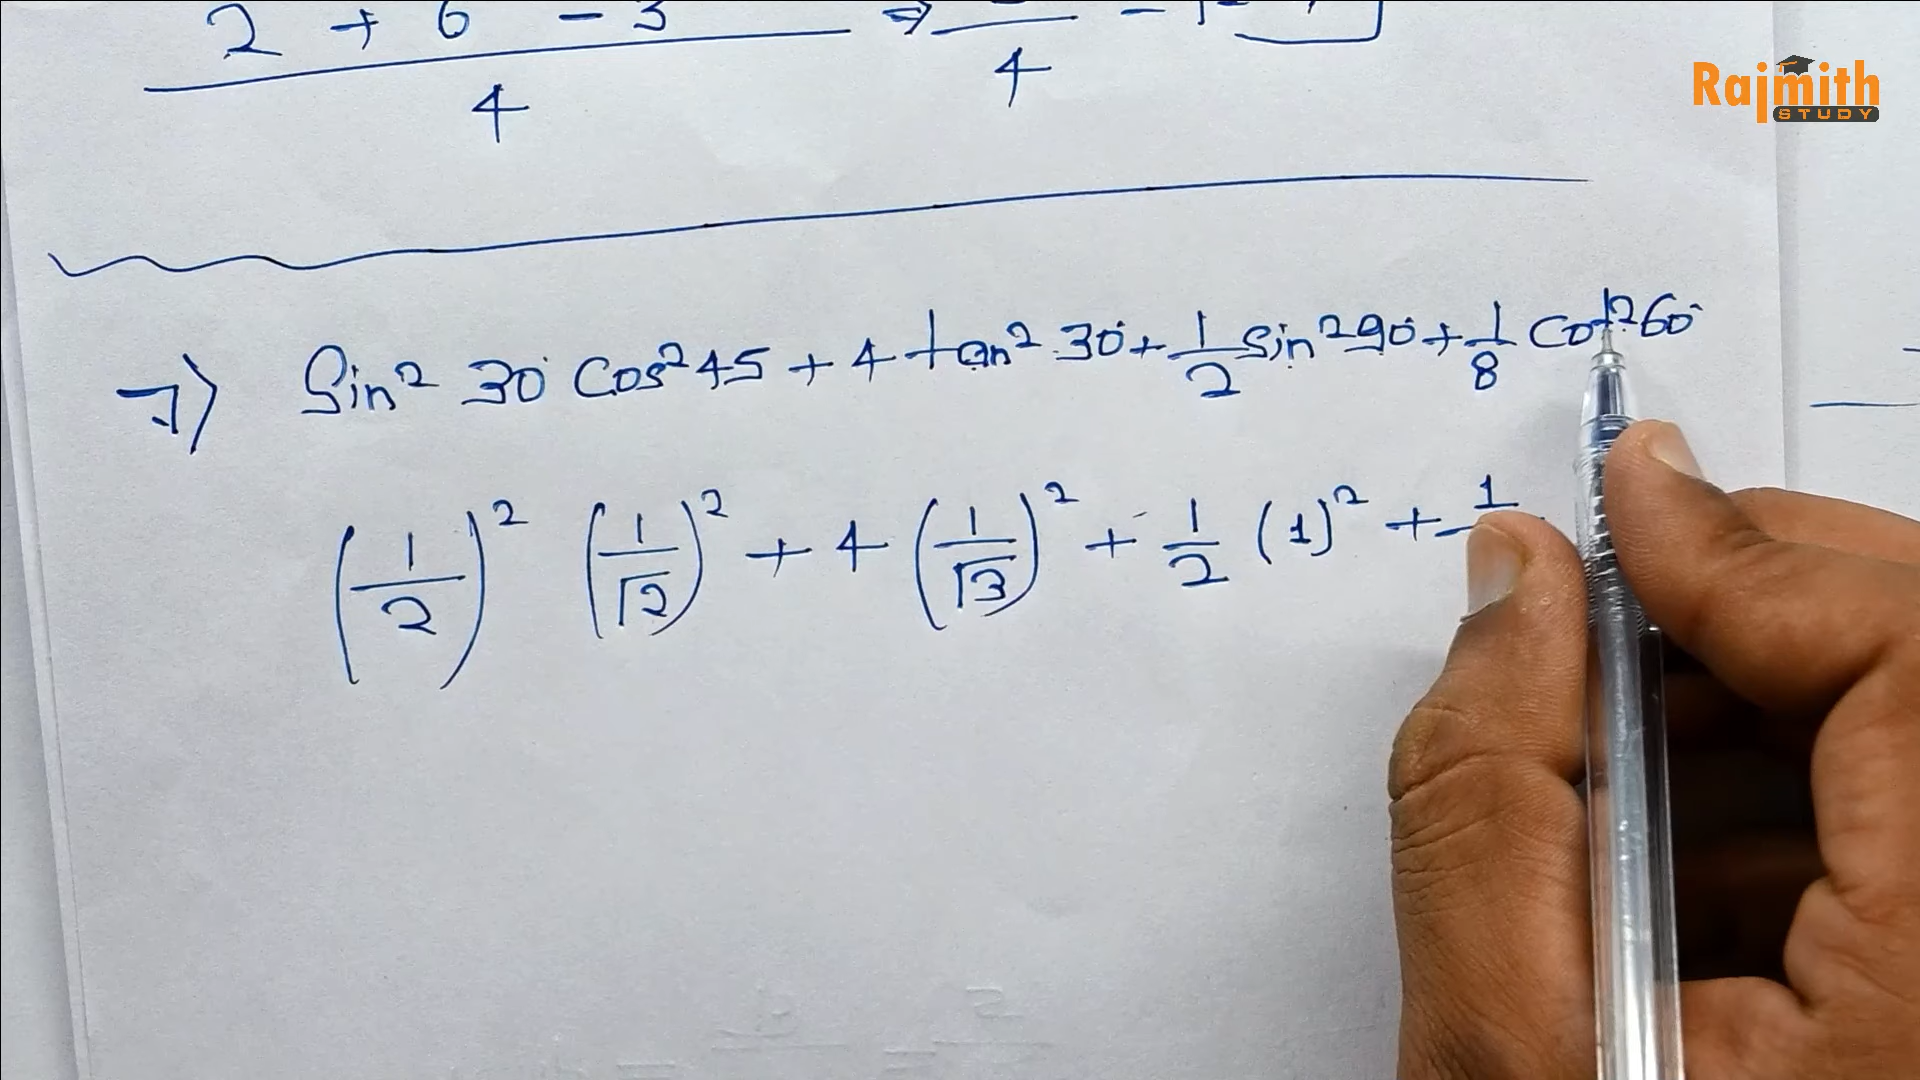 2 + 6 - 3 ⇒
4 4
Rajmith
STUDY
7) Sin² 30° Cos² 45 + 4 tan² 30° + 1/2 Sin² 90° + 1/8 Cot² 60°
(1/2)² (1/√2)² + 4 (1/√3)² + 1/2 (1)² + 1